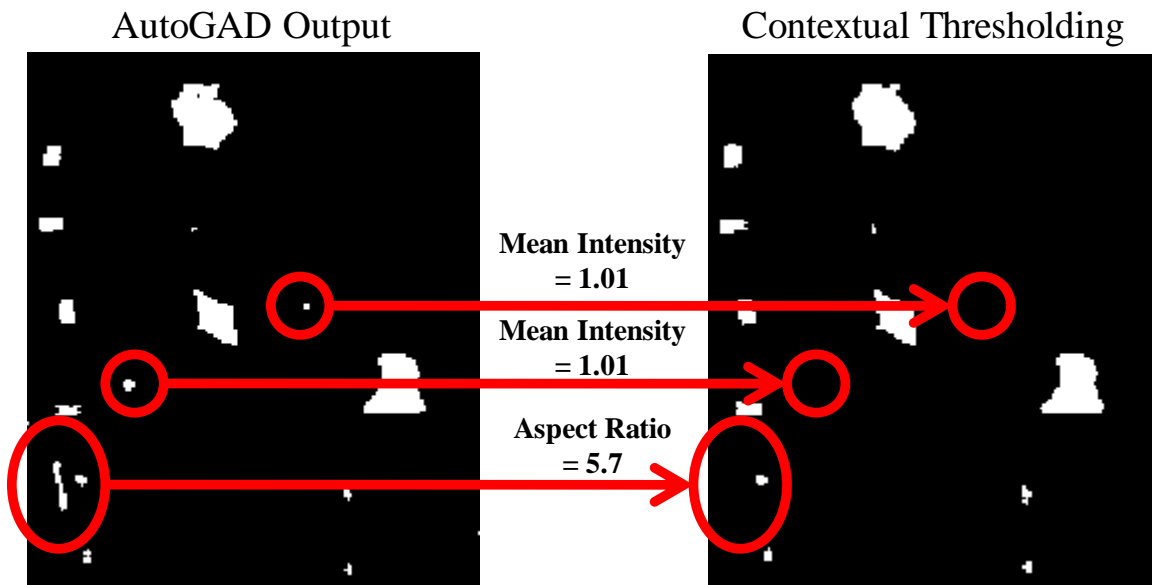 AutoGAD Output
Contextual Thresholding
Mean Intensity
= 1.01
Mean Intensity
= 1.01
Aspect Ratio
= 5.7